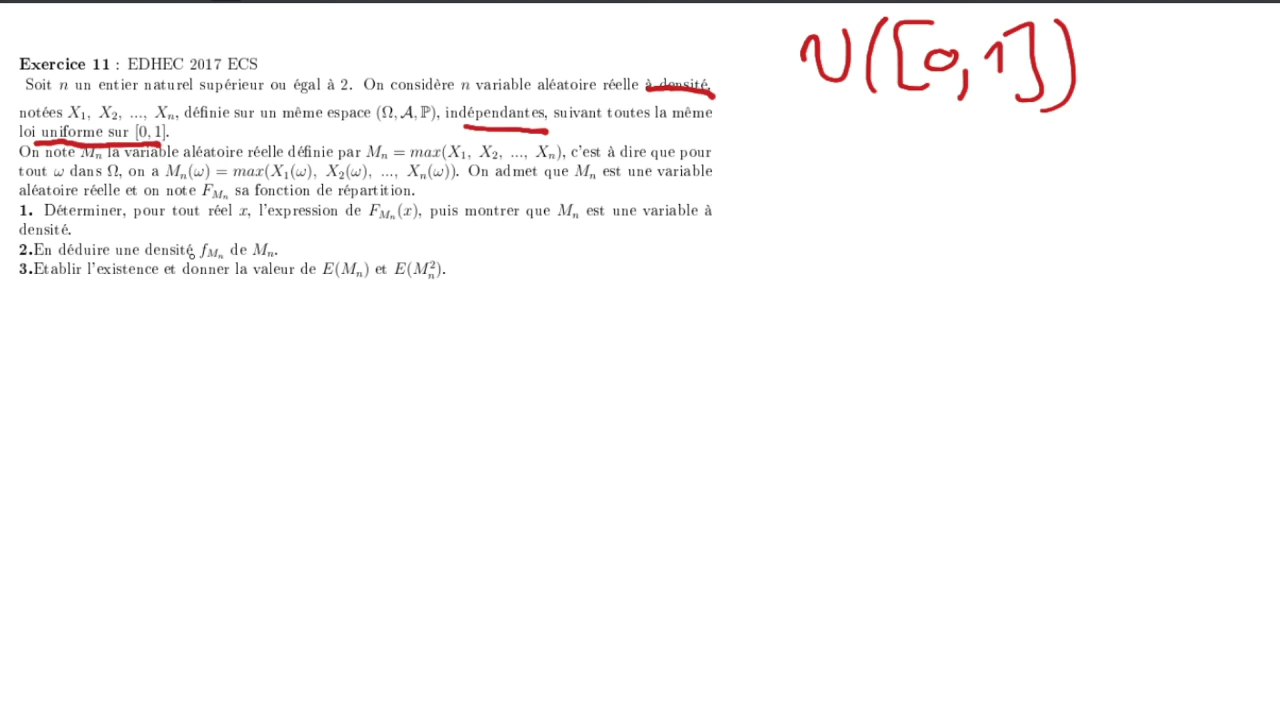 Exercice 11 : EDHEC 2017 ECS
Soit n un entier naturel supérieur ou égal à 2. On considère n variable aléatoire réelle à densité,
notées X₁, X₂, ..., Xₙ, définie sur un même espace (Ω, 𝒜, ℙ), indépendantes, suivant toutes la même
loi uniforme sur [0, 1].
On note Mₙ la variable aléatoire réelle définie par Mₙ = max(X₁, X₂, ..., Xₙ), c'est à dire que pour
tout ω dans Ω, on a Mₙ(ω) = max(X₁(ω), X₂(ω), ..., Xₙ(ω)). On admet que Mₙ est une variable
aléatoire réelle et on note F_{Mₙ} sa fonction de répartition.
1. Déterminer, pour tout réel x, l'expression de F_{Mₙ}(x), puis montrer que Mₙ est une variable à
densité.
2.En déduire une densité f_{Mₙ} de Mₙ.
3.Etablir l'existence et donner la valeur de E(Mₙ) et E(Mₙ²).
U([0,1])